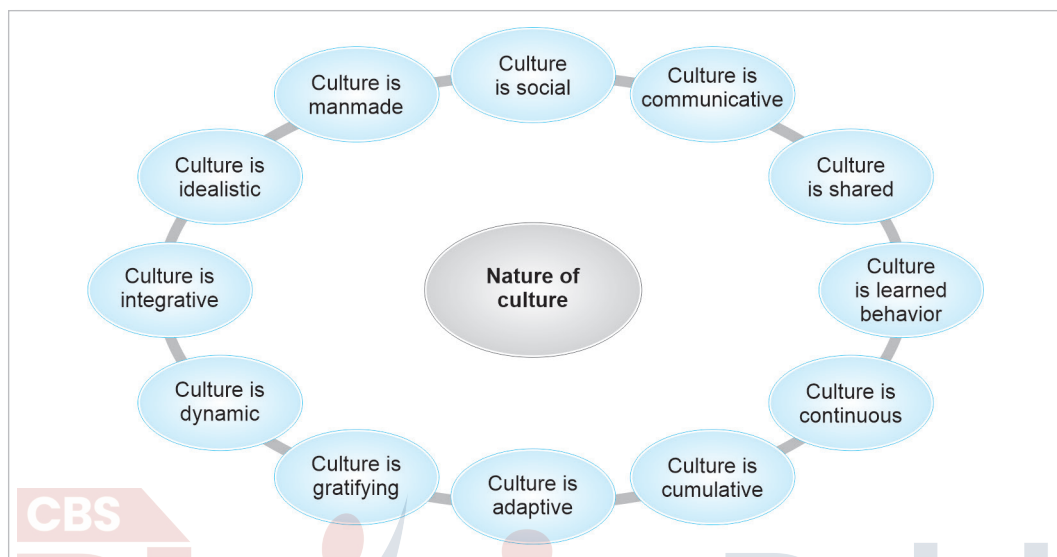 Culture
is social
Culture is
communicative
Culture
is shared
Culture
is learned
behavior
Culture is
continuous
Culture is
cumulative
Culture is
adaptive
Culture is
gratifying
Culture is
dynamic
Culture is
integrative
Culture is
idealistic
Culture is
manmade
Nature of
culture
CBS